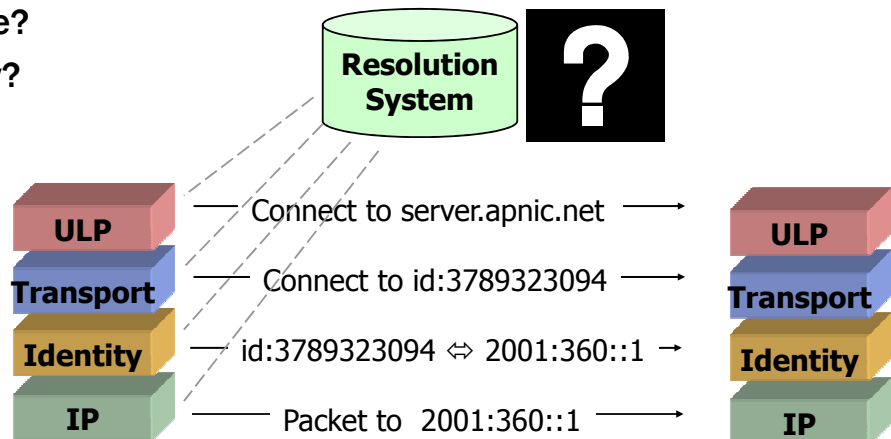 e?
?
Resolution
System
?
ULP
Connect to server.apnic.net
ULP
Transport
Connect to id:3789323094
Transport
Identity
id:3789323094 ⇔ 2001:360::1
Identity
IP
Packet to 2001:360::1
IP